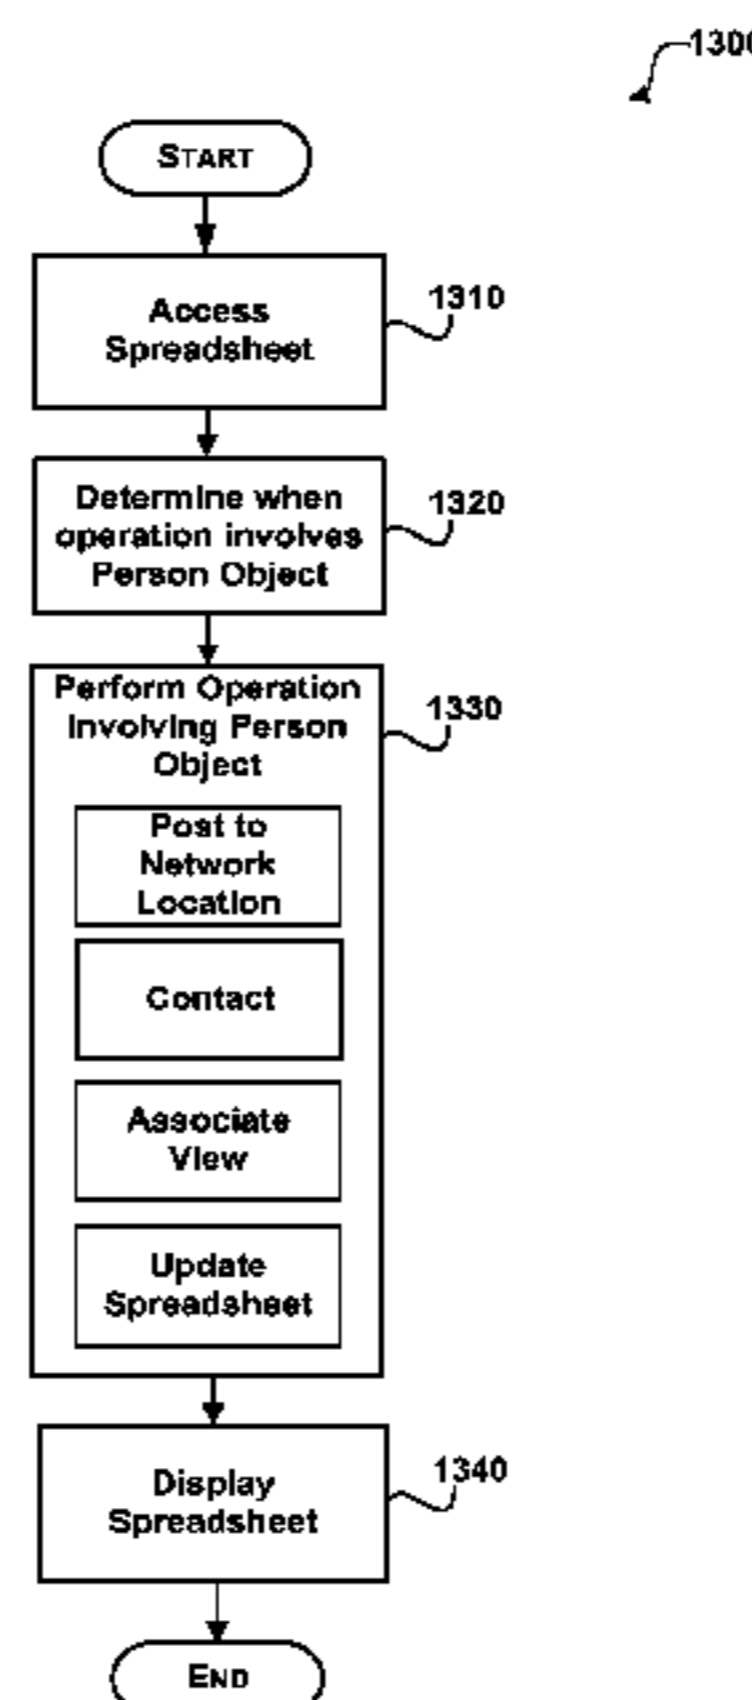 1300
START
Access
Spreadsheet
1310
Determine when
operation involves
Person Object
1320
Perform Operation
Involving Person
Object
1330
Post to
Network
Location
Contact
Associate
View
Update
Spreadsheet
Display
Spreadsheet
1340
END